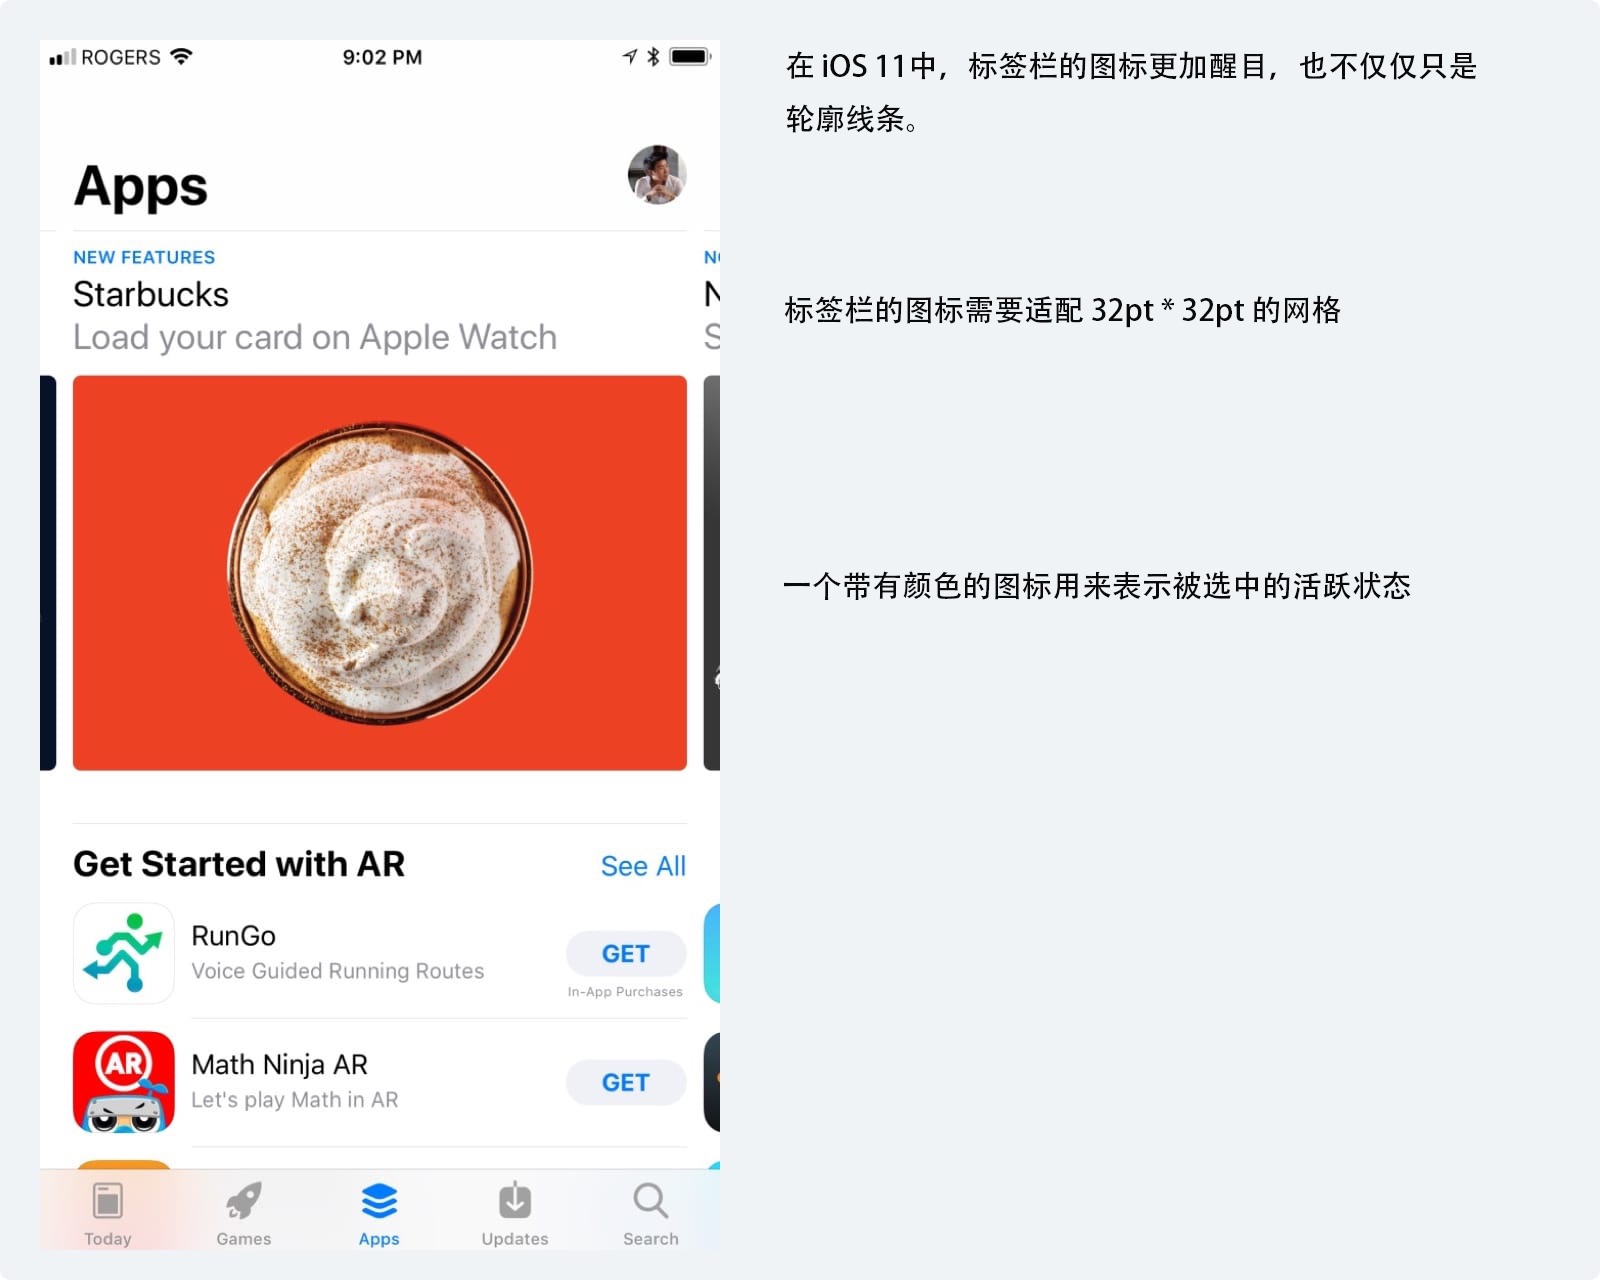 ROGERS 9:02 PM
Apps
NEW FEATURES
Starbucks
Load your card on Apple Watch
Get Started with AR See All
RunGo
Voice Guided Running Routes
GET
In-App Purchases
AR
Math Ninja AR
Let's play Math in AR
GET
Today Games Apps Updates Search
在 iOS 11中，标签栏的图标更加醒目，也不仅仅只是
轮廓线条。
标签栏的图标需要适配 32pt * 32pt 的网格
一个带有颜色的图标用来表示被选中的活跃状态